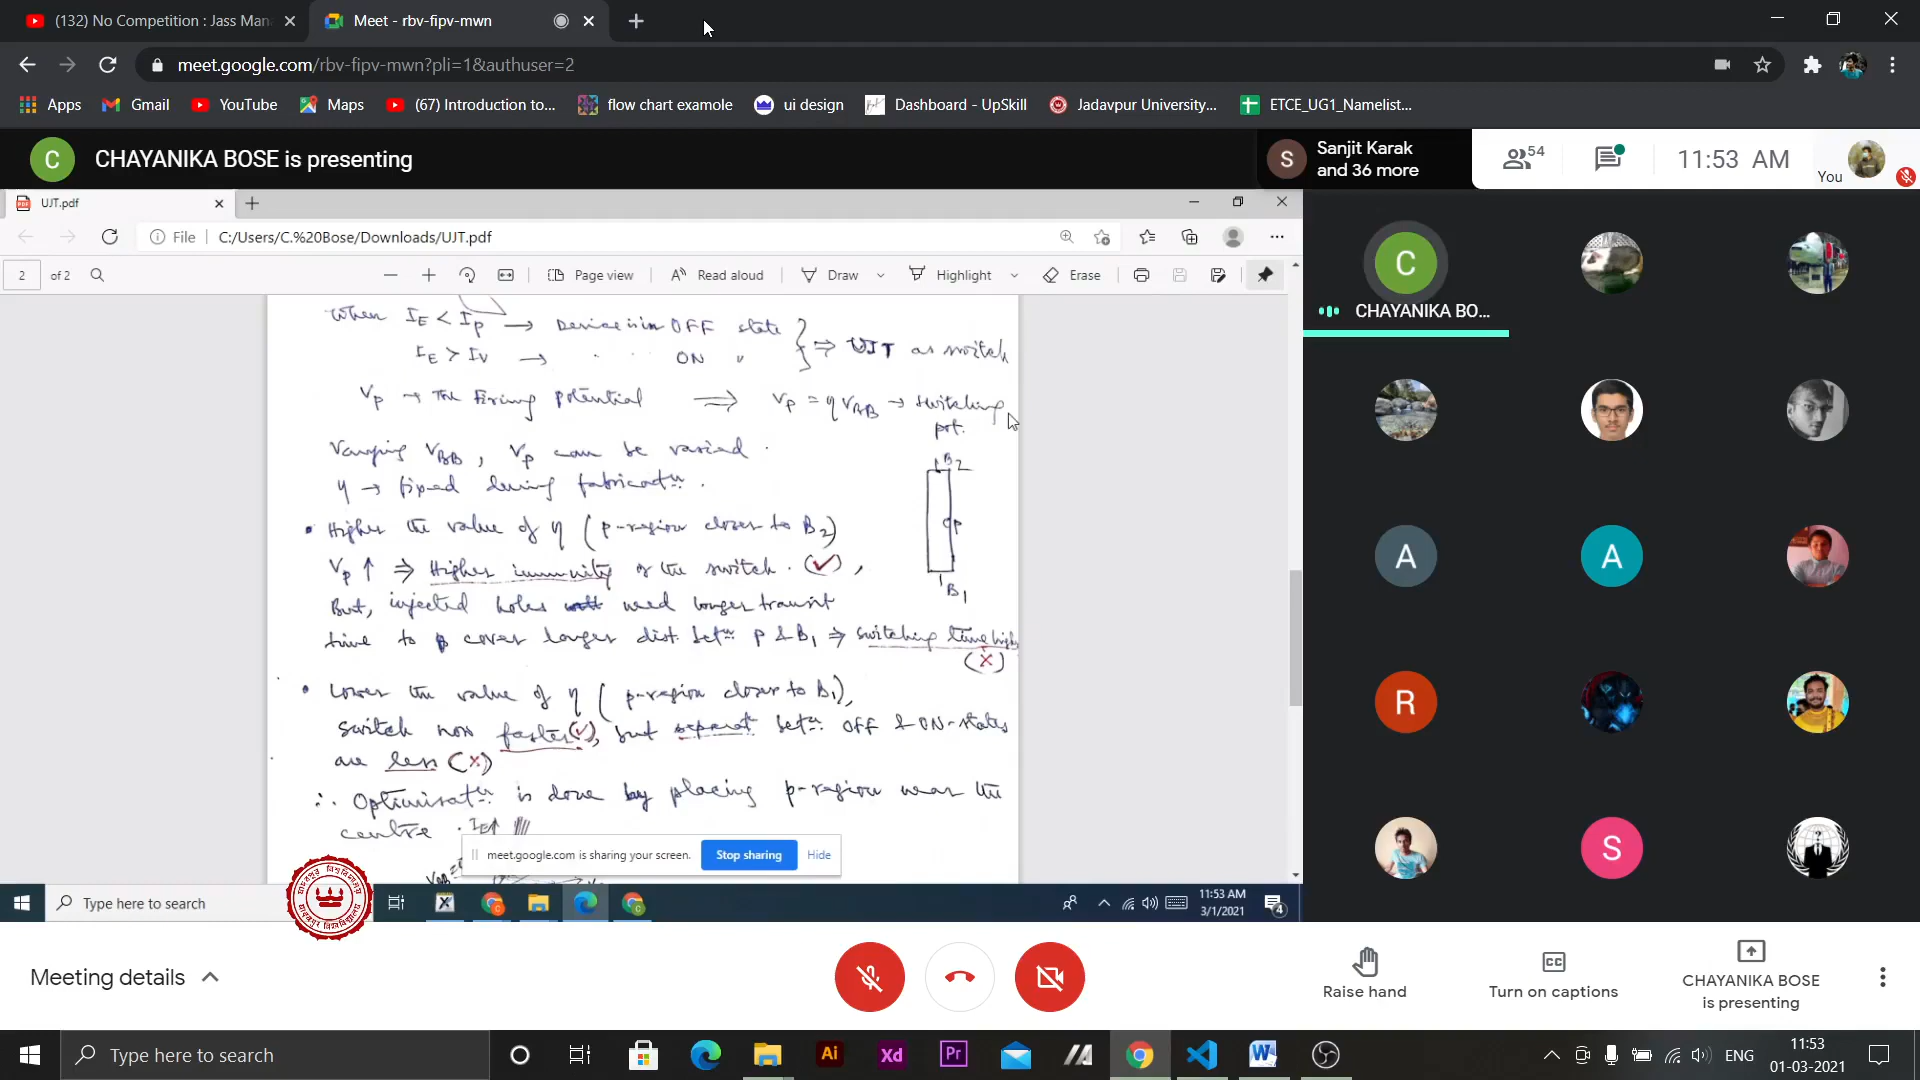 (132) No Competition : Jass Man
Meet - rbv-fipv-mwn
meet.google.com/rbv-fipv-mwn?pli=1&authuser=2
Apps
Gmail
YouTube
Maps
(67) Introduction to...
flow chart examole
ui design
Dashboard - UpSkill
Jadavpur University...
ETCE_UG1_Namelist...
C
CHAYANIKA BOSE is presenting
S
Sanjit Karak
and 36 more
54
11:53 AM
You
UJT.pdf
File
C:/Users/C.%20Bose/Downloads/UJT.pdf
2
of 2
Page view
Read aloud
Draw
Highlight
Erase
When IE < Ip → Device is in OFF state
IE > Iv → " " ON " } ⇒ UJT as switch
Vp → The Firing potential ⇒ Vp = η VBB → switching
pot.
Varying VBB, Vp can be varied.
η → fixed during fabricatn.
B2
p
B1
• Higher the value of η (p-region closer to B2)
Vp ↑ ⇒ Higher immunity of the switch. (✓),
But, injected holes need longer transit
time to cover longer dist. betn. p & B1 ⇒ switching time high
(X)
• Lower the value of η (p-region closer to B1),
switch now faster (✓), but separatn betn. OFF & ON-states
are less (X)
∴ Optimisatn. is done by placing p-region near the
centre. IE↑
meet.google.com is sharing your screen.
Stop sharing
Hide
Type here to search
11:53 AM
3/1/2021
4
C
CHAYANIKA BO...
A
A
R
S
Meeting details
Raise hand
Turn on captions
CHAYANIKA BOSE
is presenting
Type here to search
Ai
Xd
Pr
ENG
11:53
01-03-2021